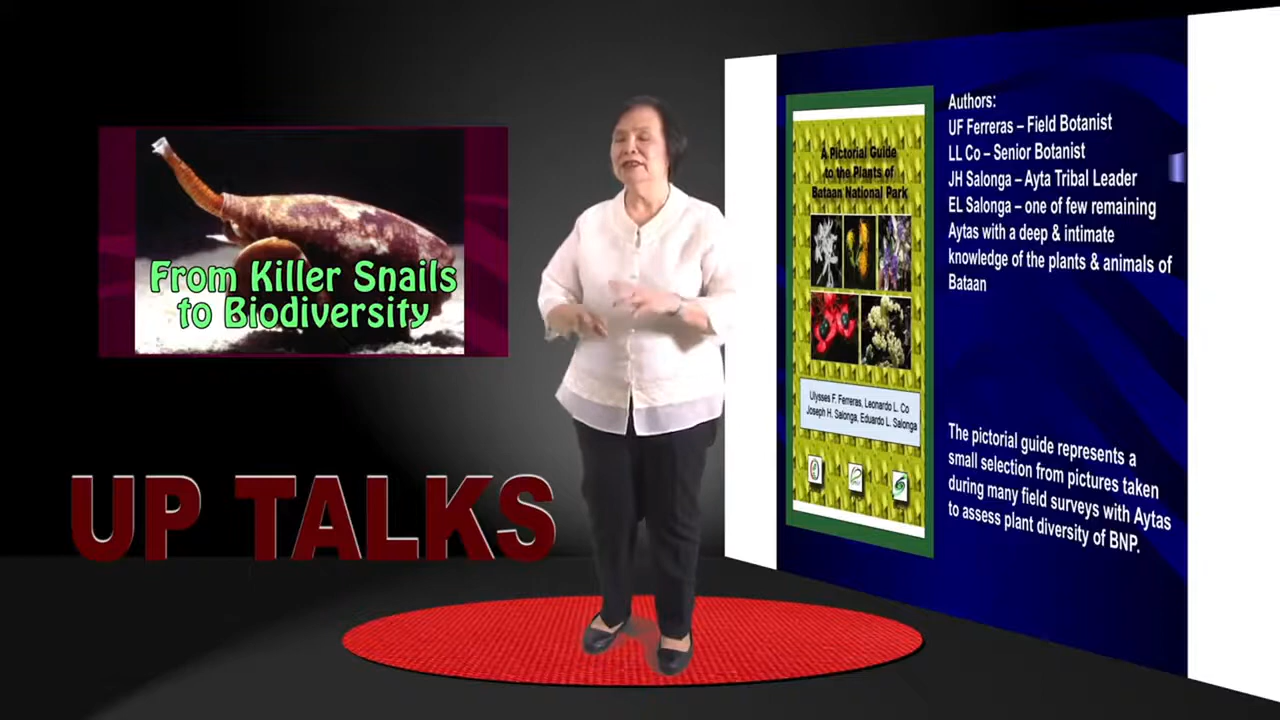 From Killer Snails
to Biodiversity
UP TALKS
A Pictorial Guide
to the Plants of
Bataan National Park
Ulysses F. Ferreras, Leonardo L. Co
Joseph H. Salonga, Eduardo L. Salonga
Authors:
UF Ferreras – Field Botanist
LL Co – Senior Botanist
JH Salonga – Ayta Tribal Leader
EL Salonga – one of few remaining
Aytas with a deep & intimate
knowledge of the plants & animals of
Bataan
The pictorial guide represents a
small selection from pictures taken
during many field surveys with Aytas
to assess plant diversity of BNP.